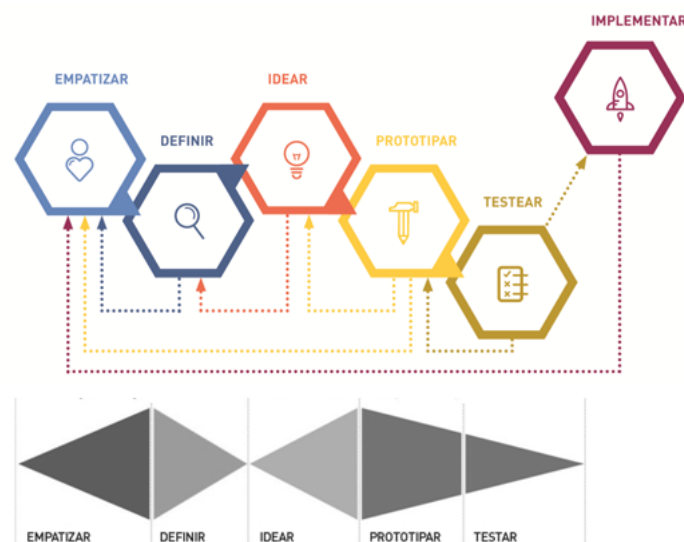 IMPLEMENTAR
EMPATIZAR
IDEAR
DEFINIR
PROTOTIPAR
TESTEAR
EMPATIZAR
DEFINIR
IDEAR
PROTOTIPAR
TESTAR